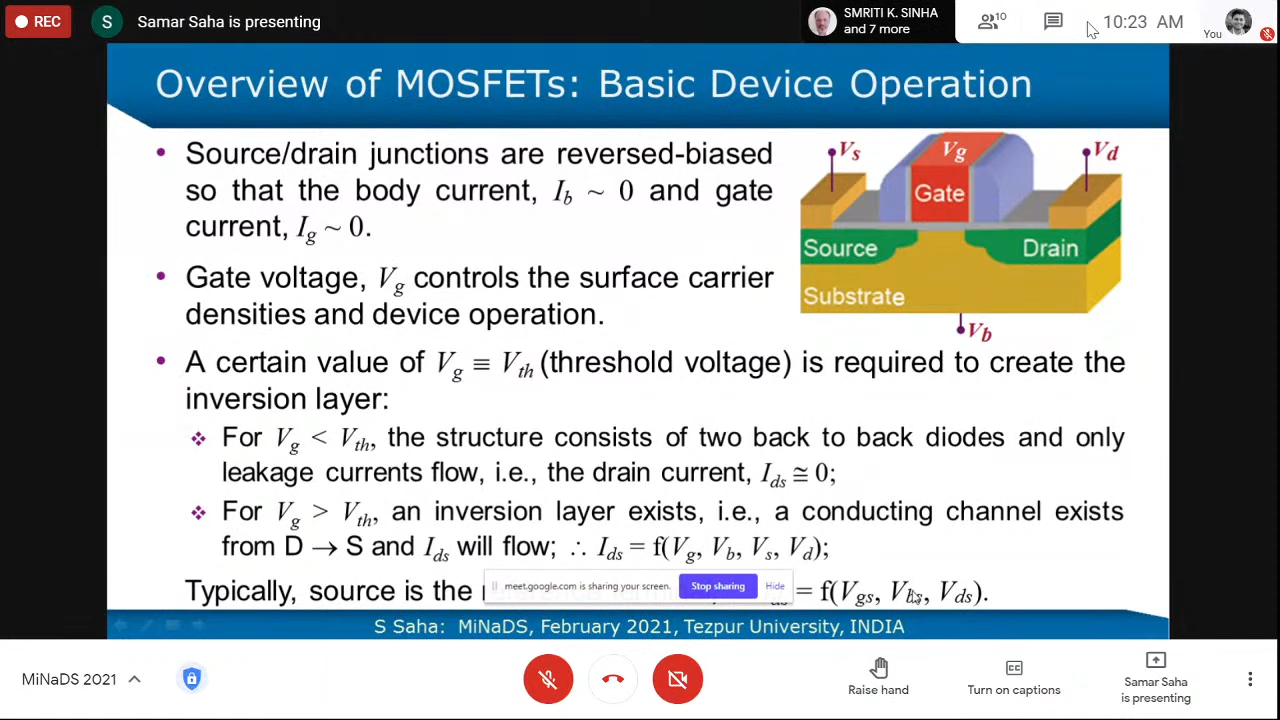 REC
S
Samar Saha is presenting
SMRITI K. SINHA
and 7 more
10
10:23 AM
You
Overview of MOSFETs: Basic Device Operation
• Source/drain junctions are reversed-biased
so that the body current, Ib ~ 0 and gate
current, Ig ~ 0.
• Gate voltage, Vg controls the surface carrier
densities and device operation.
Vs
Vg
Vd
Gate
Source
Drain
Substrate
Vb
• A certain value of Vg ≡ Vth (threshold voltage) is required to create the
inversion layer:
❖ For Vg < Vth, the structure consists of two back to back diodes and only
leakage currents flow, i.e., the drain current, Ids ≅ 0;
❖ For Vg > Vth, an inversion layer exists, i.e., a conducting channel exists
from D → S and Ids will flow; ∴ Ids = f(Vg, Vb, Vs, Vd);
Typically, source is the
= f(Vgs, Vbs, Vds).
meet.google.com is sharing your screen.
Stop sharing
Hide
S Saha: MiNaDS, February 2021, Tezpur University, INDIA
MiNaDS 2021
Raise hand
Turn on captions
Samar Saha
is presenting